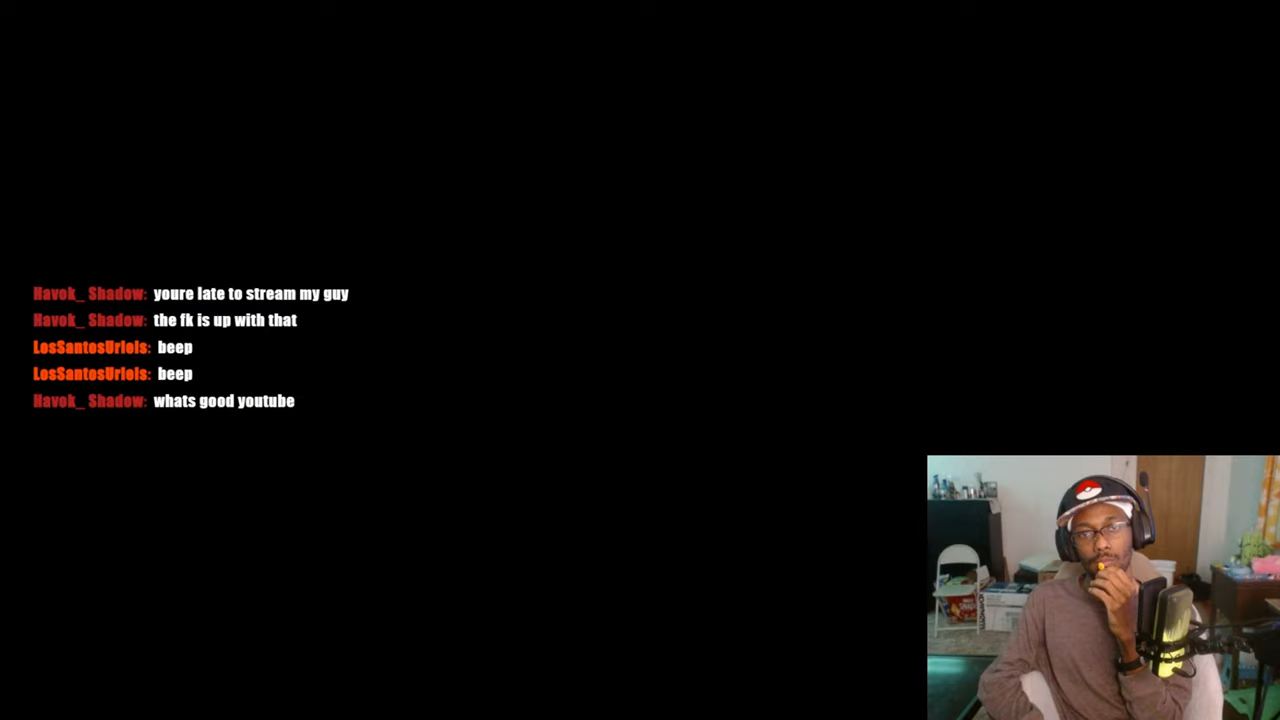 Havok_ Shadow: youre late to stream my guy
Havok_ Shadow: the fk is up with that
LosSantosUrlols: beep
LosSantosUrlols: beep
Havok_ Shadow: whats good youtube